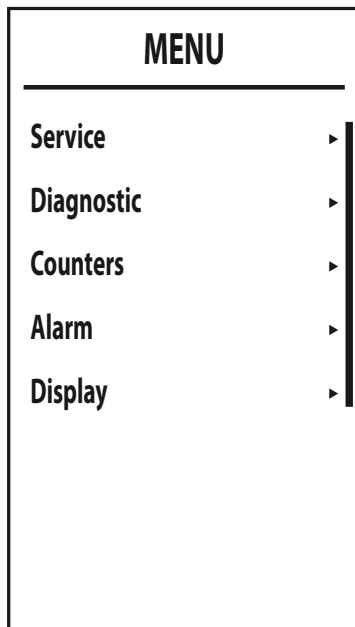 MENU
Service
Diagnostic
Counters
Alarm
Display